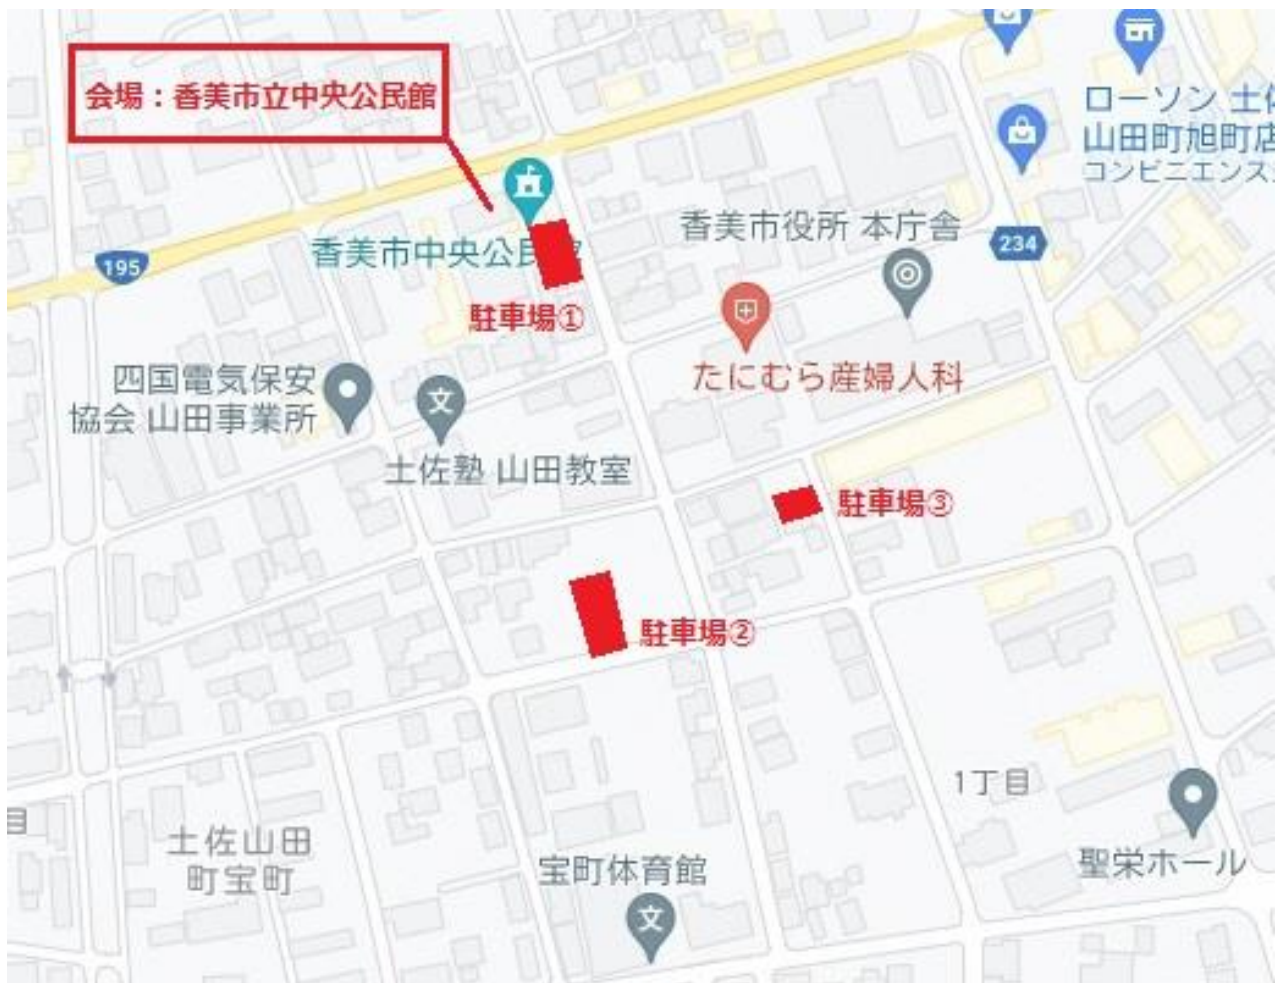 会場：香美市立中央公民館
ローソン 土佐
山田町旭町店
コンビニエンス
香美市役所 本庁舎
234
195
香美市中央公民館
駐車場①
たにむら産婦人科
四国電気保安
協会 山田事業所
文
土佐塾 山田教室
駐車場③
駐車場②
1丁目
目
土佐山田
町宝町
宝町体育館
文
聖栄ホール